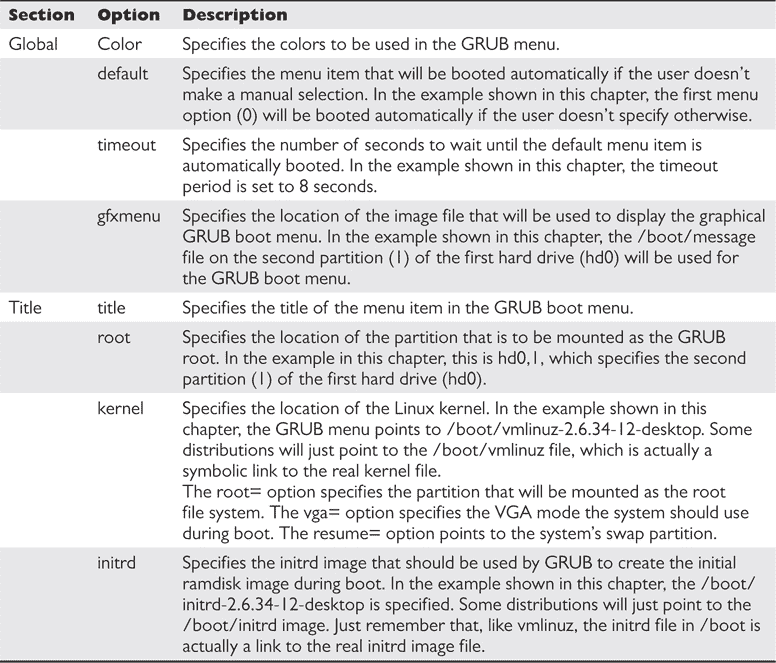 Section Option Description
Global Color Specifies the colors to be used in the GRUB menu.
default Specifies the menu item that will be booted automatically if the user doesn't
make a manual selection. In the example shown in this chapter, the first menu
option (0) will be booted automatically if the user doesn't specify otherwise.
timeout Specifies the number of seconds to wait until the default menu item is
automatically booted. In the example shown in this chapter, the timeout
period is set to 8 seconds.
gfxmenu Specifies the location of the image file that will be used to display the graphical
GRUB boot menu. In the example shown in this chapter, the /boot/message
file on the second partition (1) of the first hard drive (hd0) will be used for
the GRUB boot menu.
Title title Specifies the title of the menu item in the GRUB boot menu.
root Specifies the location of the partition that is to be mounted as the GRUB
root. In the example in this chapter, this is hd0,1, which specifies the second
partition (1) of the first hard drive (hd0).
kernel Specifies the location of the Linux kernel. In the example shown in this
chapter, the GRUB menu points to /boot/vmlinuz-2.6.34-12-desktop. Some
distributions will just point to the /boot/vmlinuz file, which is actually a
symbolic link to the real kernel file.
The root= option specifies the partition that will be mounted as the root
file system. The vga= option specifies the VGA mode the system should use
during boot. The resume= option points to the system's swap partition.
initrd Specifies the initrd image that should be used by GRUB to create the initial
ramdisk image during boot. In the example shown in this chapter, the /boot/
initrd-2.6.34-12-desktop is specified. Some distributions will just point to the
/boot/initrd image. Just remember that, like vmlinuz, the initrd file in /boot is
actually a link to the real initrd image file.